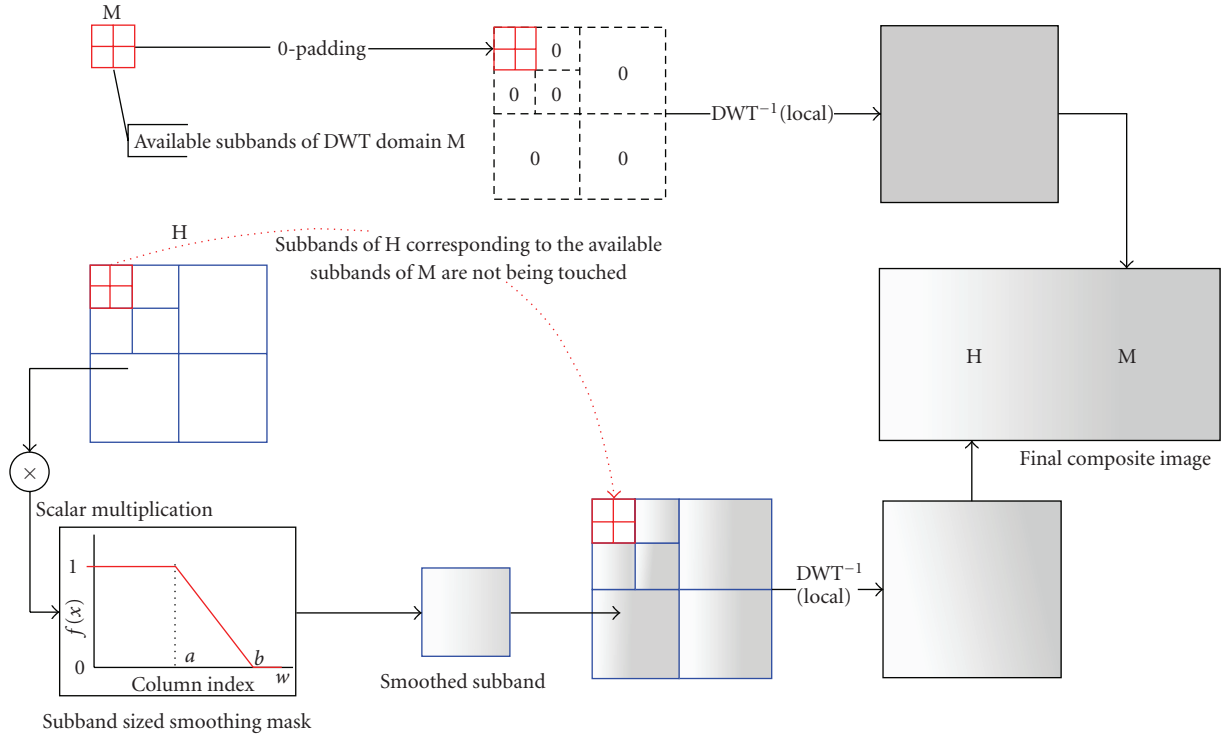 M
0-padding
0
0
0 0
0 0
DWT⁻¹(local)
Available subbands of DWT domain M
H
Subbands of H corresponding to the available
subbands of M are not being touched
H
M
Final composite image
×
Scalar multiplication
1
f(x)
0
a
b
w
Column index
Subband sized smoothing mask
Smoothed subband
DWT⁻¹
(local)